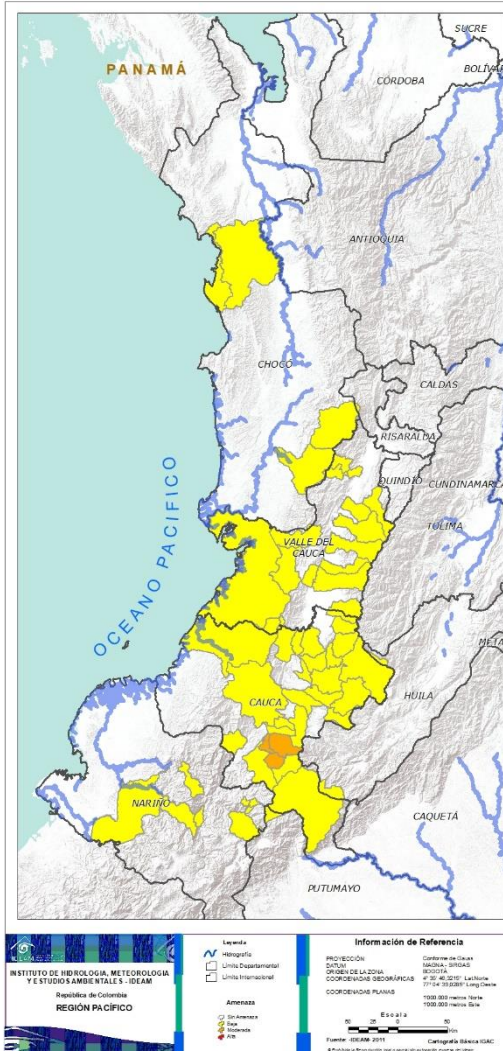 SUCRE
BOLÍVAR
PANAMÁ
CÓRDOBA
ANTIOQUIA
CHOCÓ
CALDAS
RISARALDA
QUINDIO
CUNDINAMARCA
TOLIMA
VALLE DEL
CAUCA
OCEANO PACIFICO
META
HUILA
CAUCA
NARIÑO
CAQUETÁ
PUTUMAYO
INSTITUTO DE HIDROLOGIA, METEOROLOGIA
Y ESTUDIOS AMBIENTALES - IDEAM
República de Colombia
REGIÓN PACÍFICO
Leyenda
Hidrografía
Límite Departamental
Límite Internacional
Amenaza
Sin Amenaza
Baja
Moderada
Alta
Información de Referencia
PROYECCIÓN Conforme de Gauss
DATUM MAGNA - SIRGAS
ORIGEN DE LA ZONA BOGOTÁ
COORDENADAS GEOGRÁFICAS
COORDENADAS PLANAS 1'000.000 metros Norte
1'000.000 metros Este
Escala
Km
Fuente: -IDEAM- 2011 Cartografía Básica IGAC